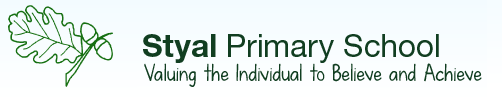 Styal Primary School
Valuing the Individual to Believe and Achieve